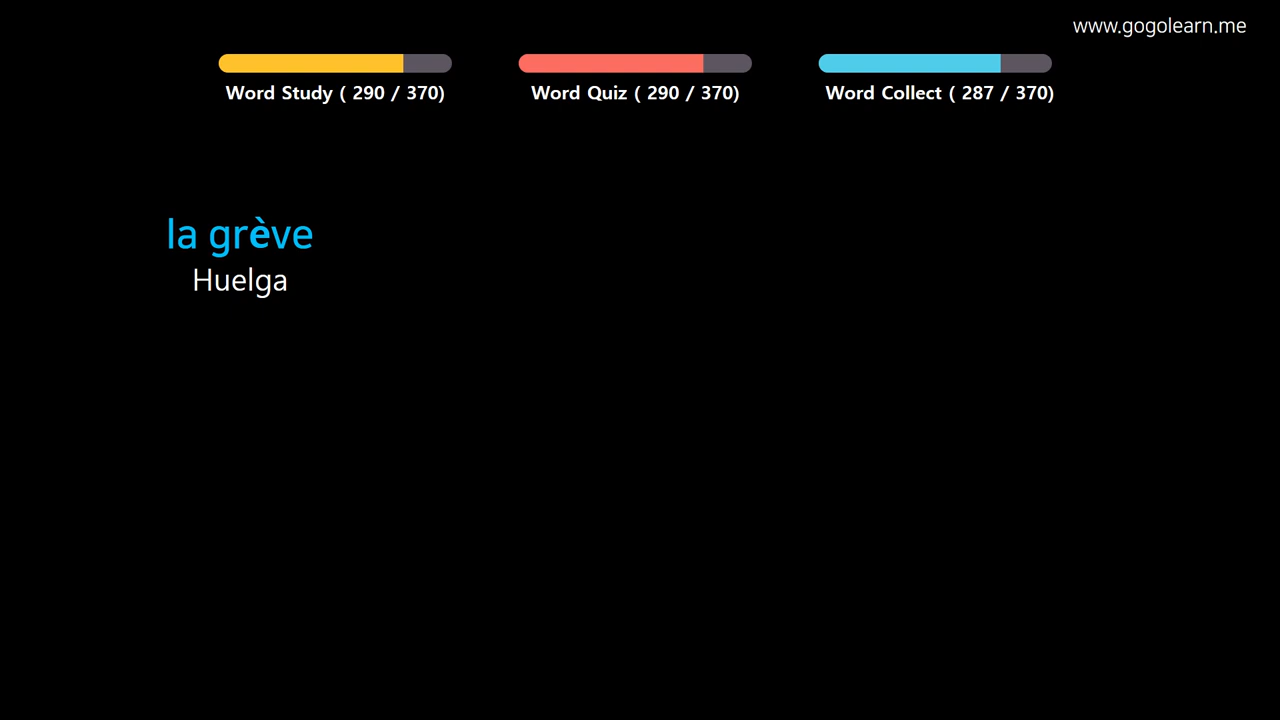 www.gogolearn.me
Word Study ( 290 / 370)
Word Quiz ( 290 / 370)
Word Collect ( 287 / 370)
la grève
Huelga